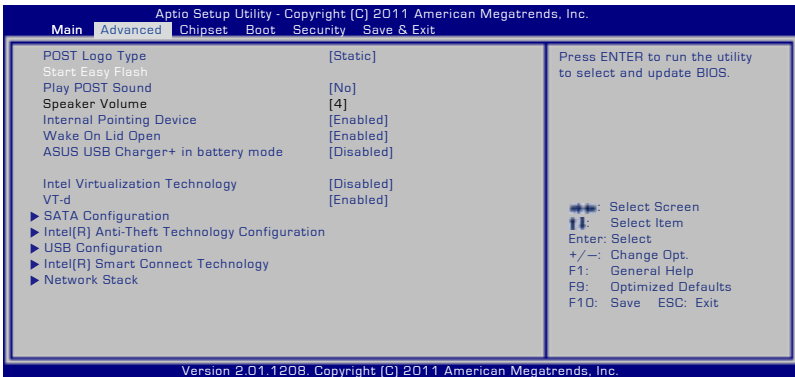 Aptio Setup Utility - Copyright (C) 2011 American Megatrends, Inc.
Main Advanced Chipset Boot Security Save & Exit
POST Logo Type [Static]
Start Easy Flash
Play POST Sound [No]
Speaker Volume [4]
Internal Pointing Device [Enabled]
Wake On Lid Open [Enabled]
ASUS USB Charger+ in battery mode [Disabled]
Intel Virtualization Technology [Disabled]
VT-d [Enabled]
SATA Configuration
Intel(R) Anti-Theft Technology Configuration
USB Configuration
Intel(R) Smart Connect Technology
Network Stack
Press ENTER to run the utility
to select and update BIOS.
: Select Screen
: Select Item
Enter: Select
+/—: Change Opt.
F1: General Help
F9: Optimized Defaults
F10: Save ESC: Exit
Version 2.01.1208. Copyright (C) 2011 American Megatrends, Inc.